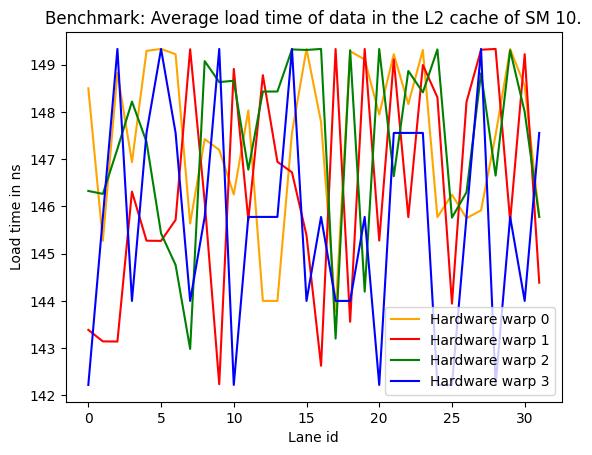 Benchmark: Average load time of data in the L2 cache of SM 10.
Load time in ns
149
148
147
146
145
144
143
142
0 5 10 15 20 25 30
Lane id
Hardware warp 0
Hardware warp 1
Hardware warp 2
Hardware warp 3